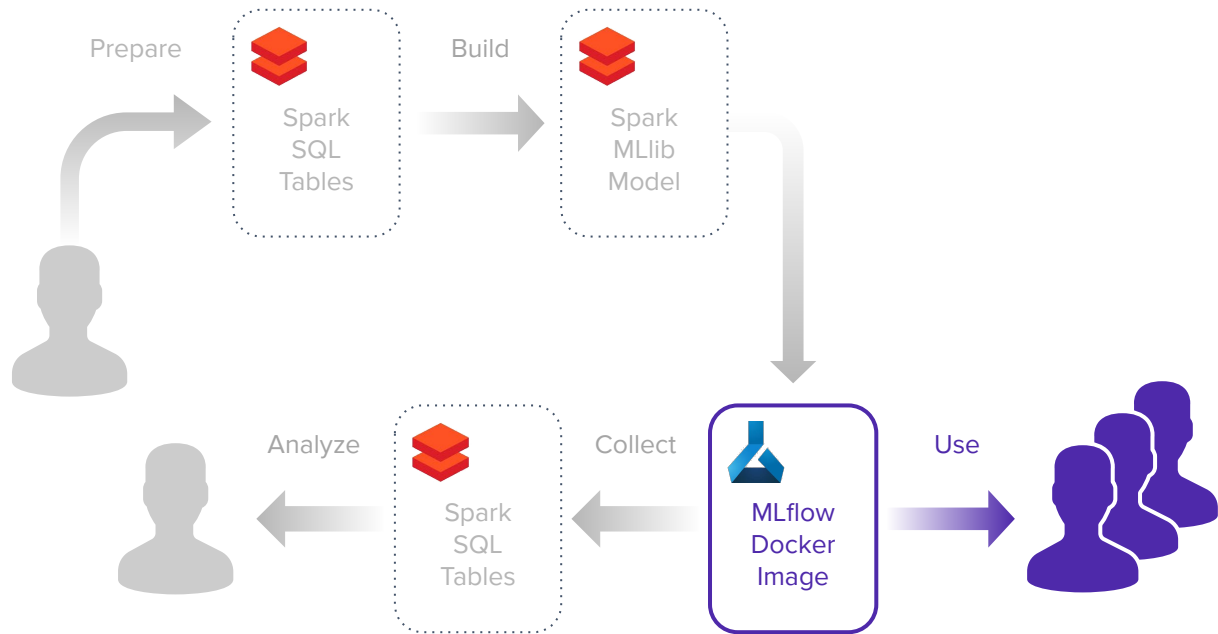 Prepare
Spark
SQL
Tables
Build
Spark
MLlib
Model
Analyze
Spark
SQL
Tables
Collect
MLflow
Docker
Image
Use